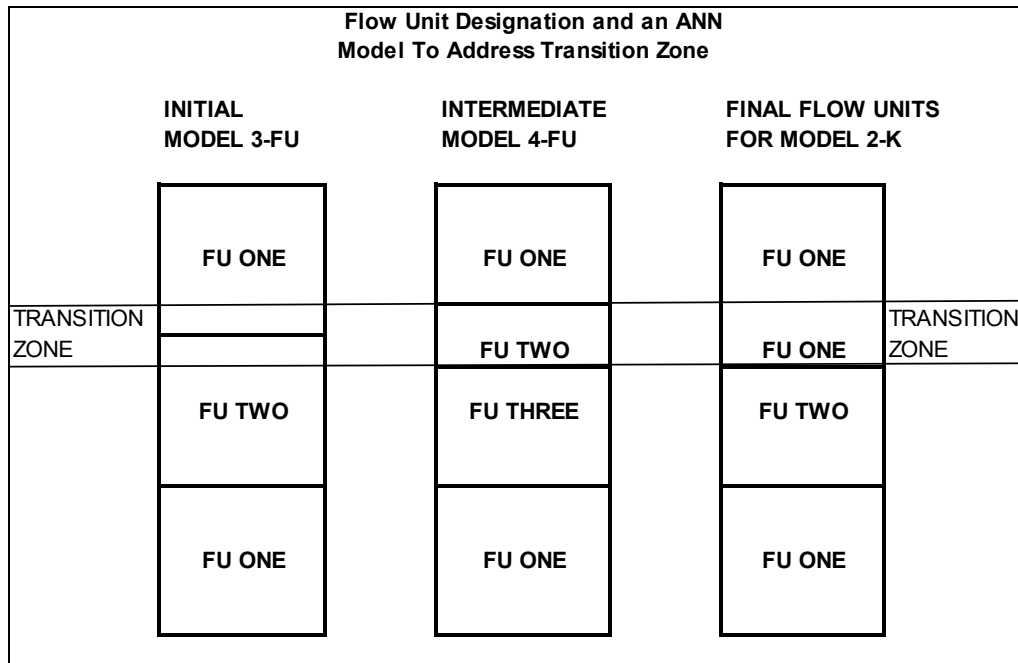 Flow Unit Designation and an ANN
Model To Address Transition Zone
INITIAL
MODEL 3-FU
INTERMEDIATE
MODEL 4-FU
FINAL FLOW UNITS
FOR MODEL 2-K
FU ONE
FU ONE
FU ONE
TRANSITION
ZONE
FU TWO
FU ONE
TRANSITION
ZONE
FU TWO
FU THREE
FU TWO
FU ONE
FU ONE
FU ONE